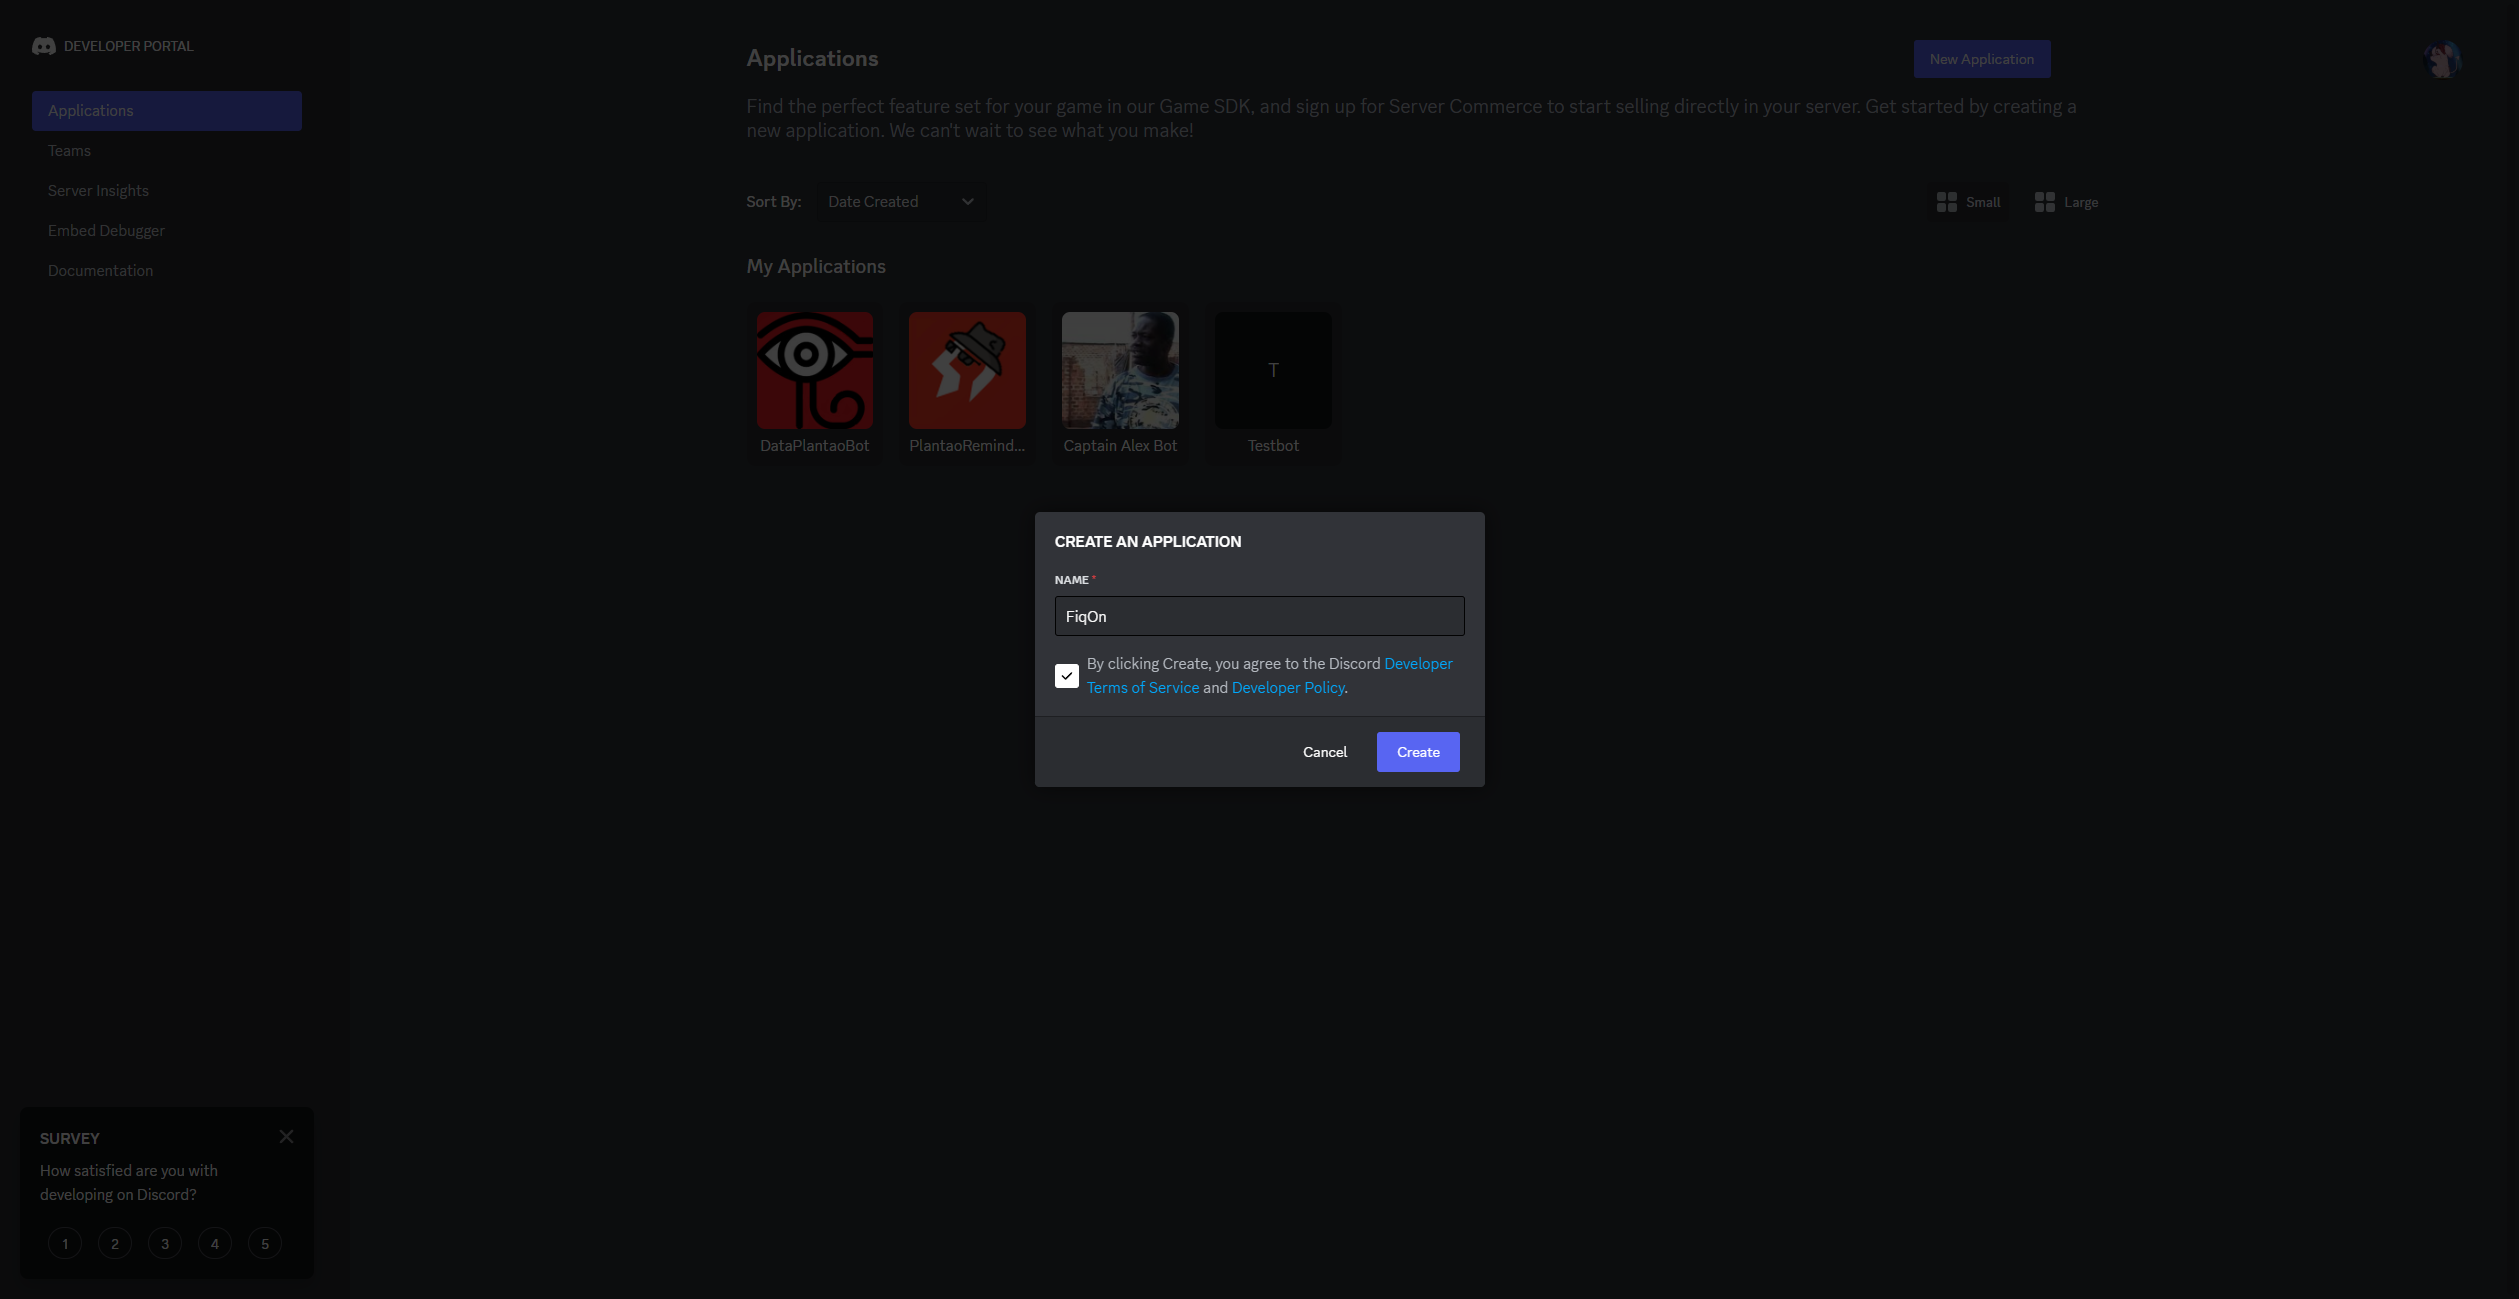 DEVELOPER PORTAL
Applications
Teams
Server Insights
Embed Debugger
Documentation
Applications
New Application
Find the perfect feature set for your game in our Game SDK, and sign up for Server Commerce to start selling directly in your server. Get started by creating a
new application. We can't wait to see what you make!
Sort By:
Date Created
Small
Large
My Applications
T
DataPlantaoBot
PlantaoRemind...
Captain Alex Bot
Testbot
CREATE AN APPLICATION
NAME *
FiqOn
By clicking Create, you agree to the Discord Developer
Terms of Service and Developer Policy.
Cancel
Create
SURVEY
How satisfied are you with
developing on Discord?
1 2 3 4 5